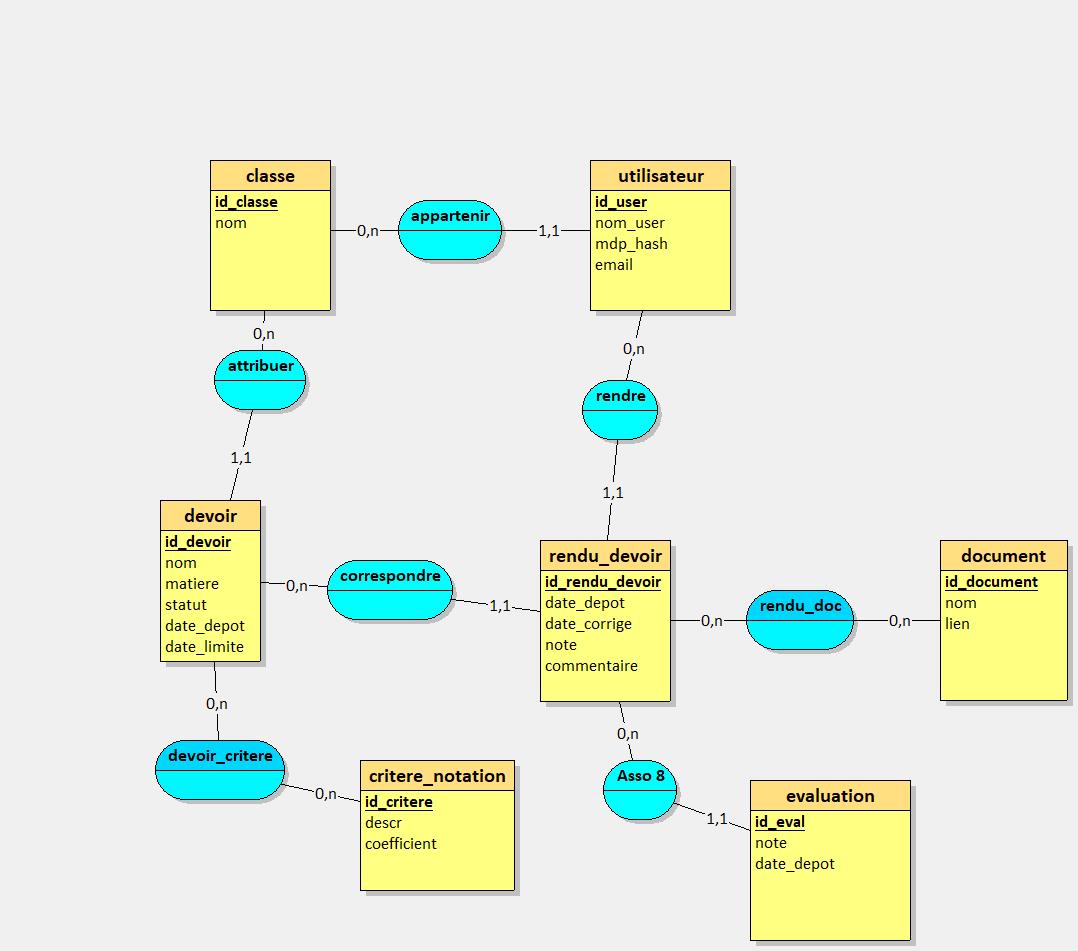 classe
id_classe
nom
0,n
appartenir
1,1
utilisateur
id_user
nom_user
mdp_hash
email
0,n
attribuer
1,1
0,n
rendre
1,1
devoir
id_devoir
nom
matiere
statut
date_depot
date_limite
0,n
correspondre
1,1
rendu_devoir
id_rendu_devoir
date_depot
date_corrige
note
commentaire
0,n
rendu_doc
0,n
document
id_document
nom
lien
0,n
devoir_critere
0,n
critere_notation
id_critere
descr
coefficient
0,n
Asso 8
1,1
evaluation
id_eval
note
date_depot